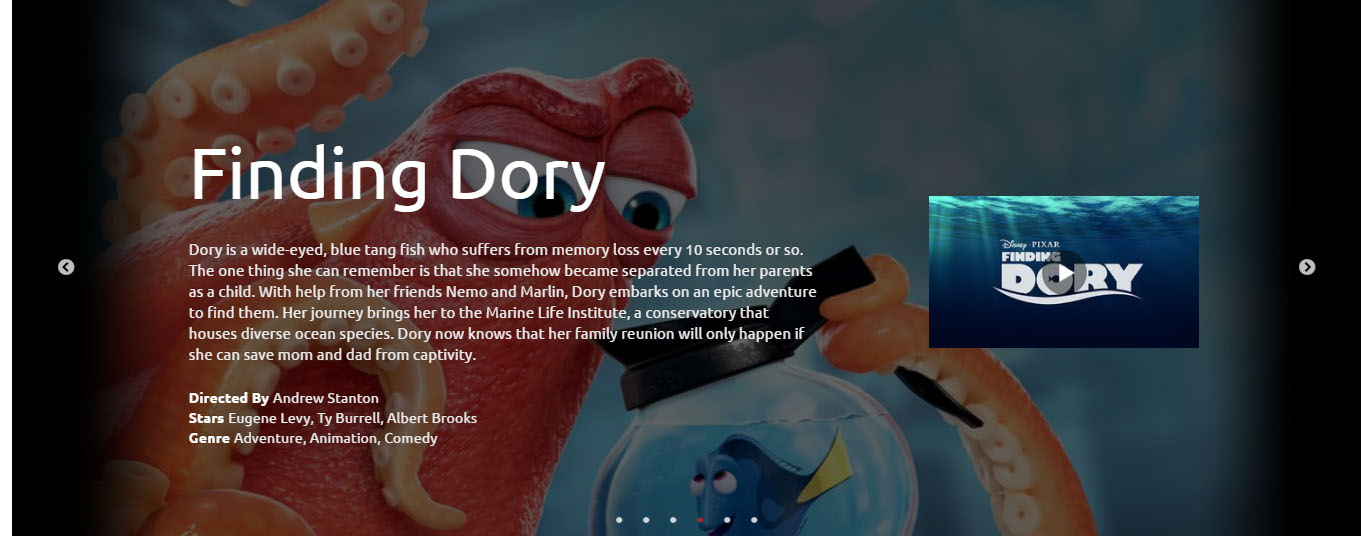 Finding Dory
Dory is a wide-eyed, blue tang fish who suffers from memory loss every 10 seconds or so.
The one thing she can remember is that she somehow became separated from her parents
as a child. With help from her friends Nemo and Marlin, Dory embarks on an epic adventure
to find them. Her journey brings her to the Marine Life Institute, a conservatory that
houses diverse ocean species. Dory now knows that her family reunion will only happen if
she can save mom and dad from captivity.
Directed By Andrew Stanton
Stars Eugene Levy, Ty Burrell, Albert Brooks
Genre Adventure, Animation, Comedy
Disney · PIXAR
FINDING
DORY